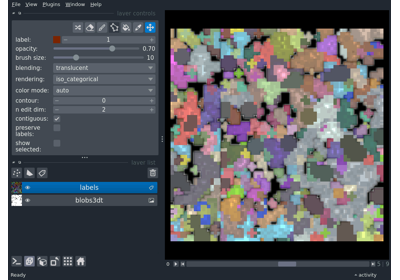 File View Plugins Window Help
layer controls
label: 1
opacity: 0.70
brush size: 10
blending: translucent
rendering: iso_categorical
color mode: auto
contour: 0
n edit dim: 2
contiguous:
preserve
labels:
show
selected:
layer list
labels
blobs3dt
Ready
activity